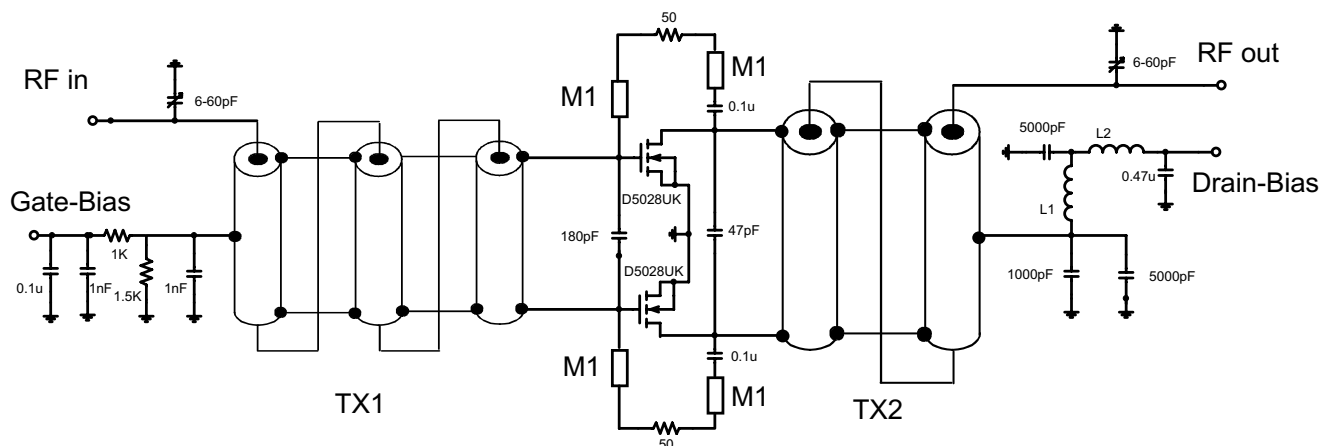 50
M1
RF in
6-60pF
M1
0.1u
RF out
6-60pF
5000pF
L2
D5028UK
0.47u
Drain-Bias
Gate-Bias
L1
1K
180pF
47pF
0.1u
1nF
1.5K
1nF
D5028UK
1000pF
5000pF
0.1u
M1
M1
TX1
TX2
50